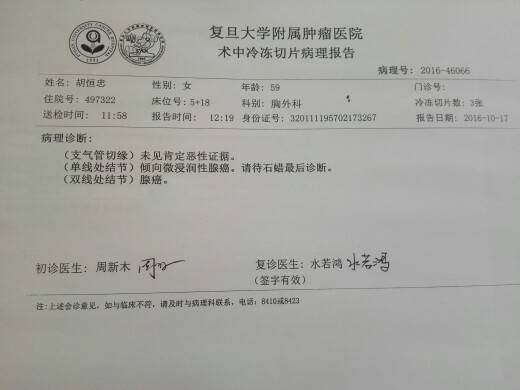 复旦大学附属肿瘤医院
术中冷冻切片病理报告
病理号: 2016-46066
姓名: 胡恒忠 性别: 女 年龄: 59 门诊号:
住院号: 497322 床位号: 5+18 科别: 胸外科 冷冻切片数: 3张
送检时间: 11:58 报告时间: 12:19 身份证号: 320111195702173267 报告日期: 2016-10-17
病理诊断:
(支气管切缘) 未见肯定恶性证据。
(单线处结节) 倾向微浸润性腺癌。请待石蜡最后诊断。
(双线处结节) 腺癌。
初诊医生: 周新木 复诊医生: 水若鸿 水若鸿
(签字有效)
注:上述会诊意见,如与临床不符,请及时与病理科联系,电话: 8410或8423